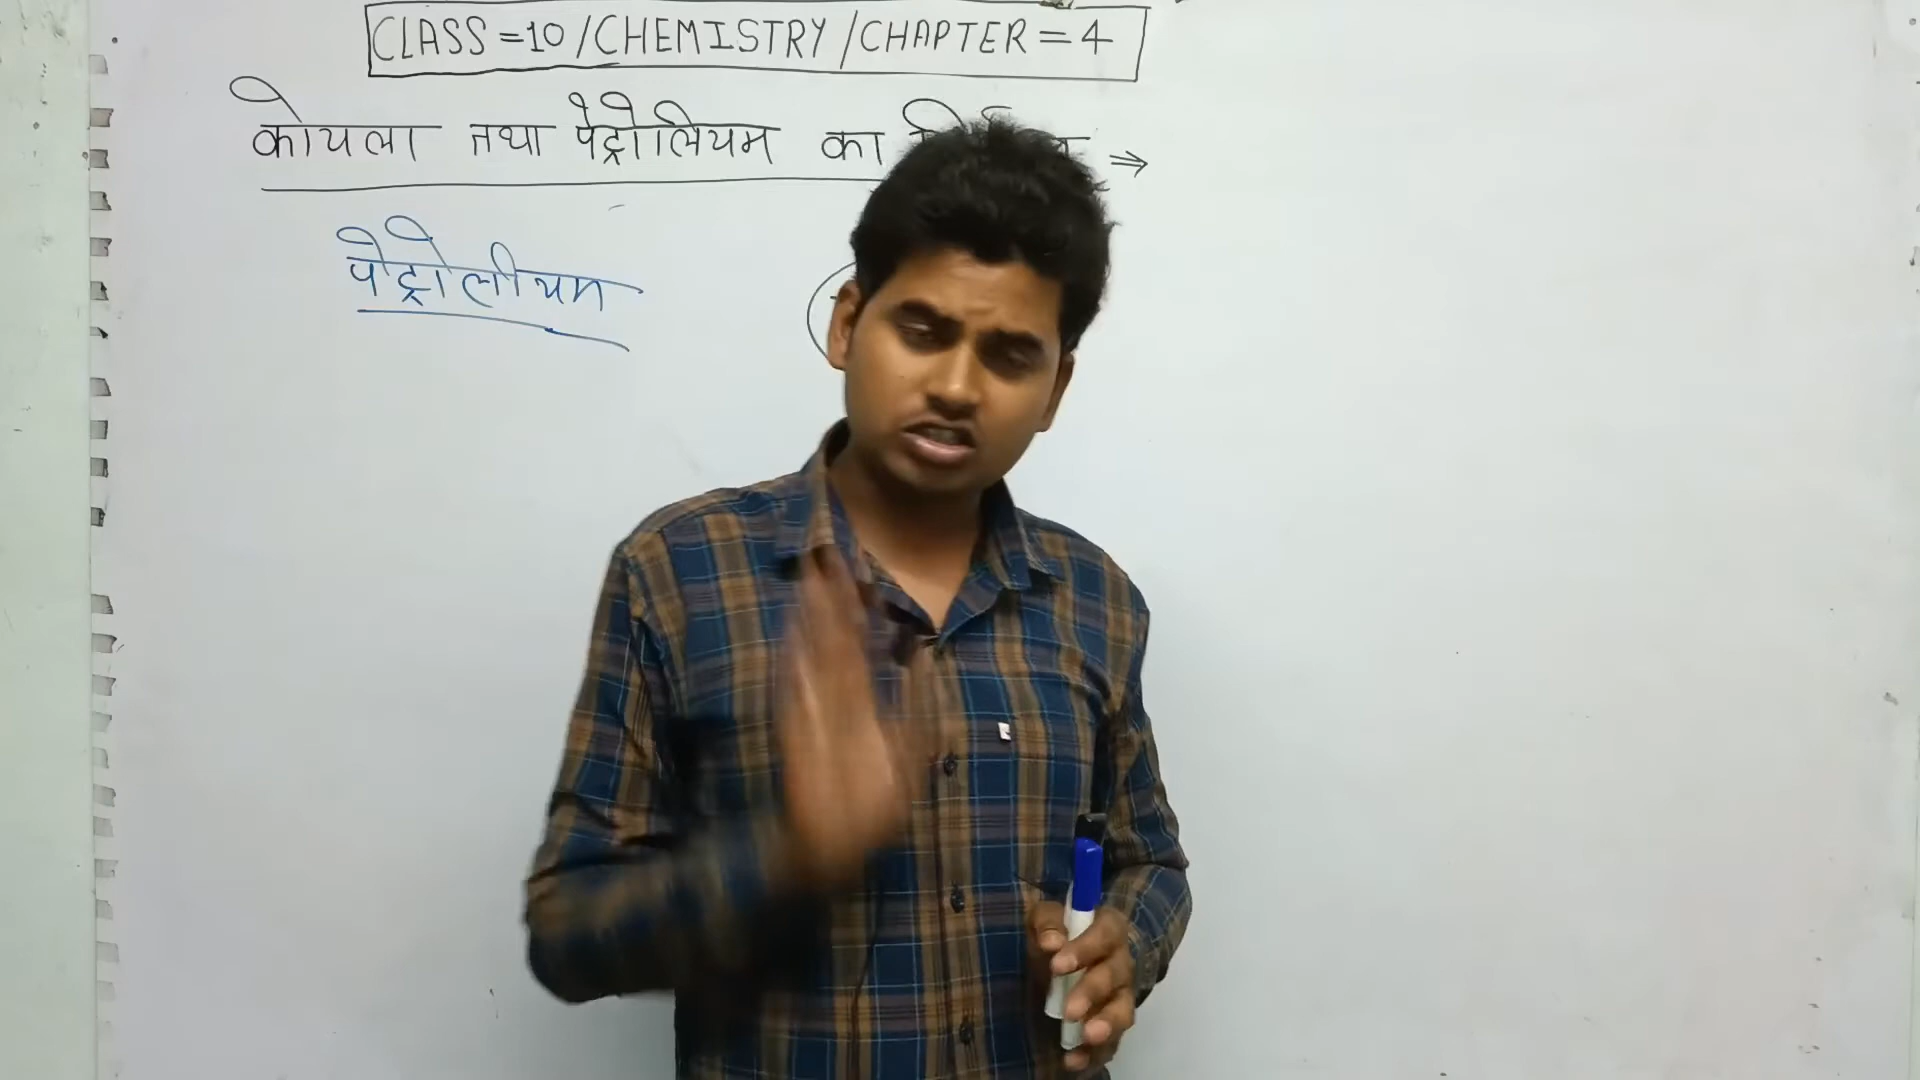 CLASS=10/CHEMISTRY/CHAPTER=4
कोयला तथा पेट्रोलियम का ⇒
पेट्रोलीयम